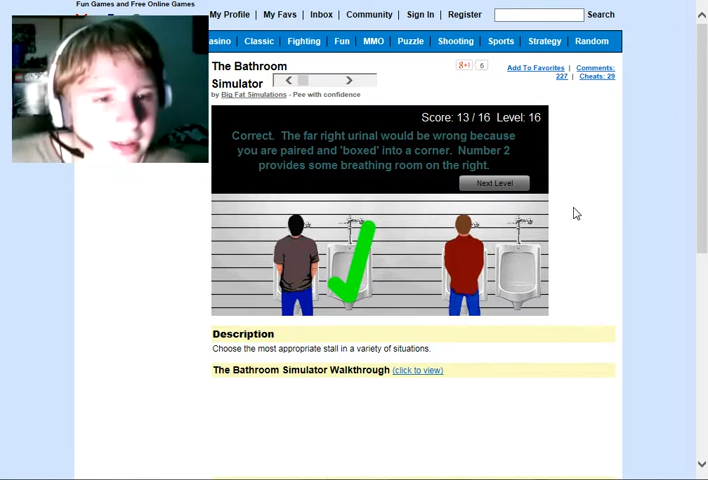 Fun Games and Free Online Games
My Profile | My Favs | Inbox | Community | Sign In | Register Search
asino Classic Fighting Fun MMO Puzzle Shooting Sports Strategy Random
The Bathroom
Simulator
g+1 6
Add To Favorites | Comments:
227 | Cheats: 29
by Big Fat Simulations - Pee with confidence
Score: 13 / 16 Level: 16
Correct. The far right urinal would be wrong because
you are paired and 'boxed' into a corner. Number 2
provides some breathing room on the right.
Next Level
Description
Choose the most appropriate stall in a variety of situations.
The Bathroom Simulator Walkthrough (click to view)